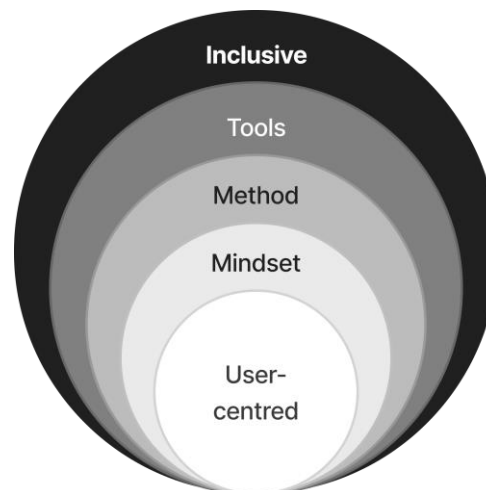 Inclusive
Tools
Method
Mindset
User-
centred